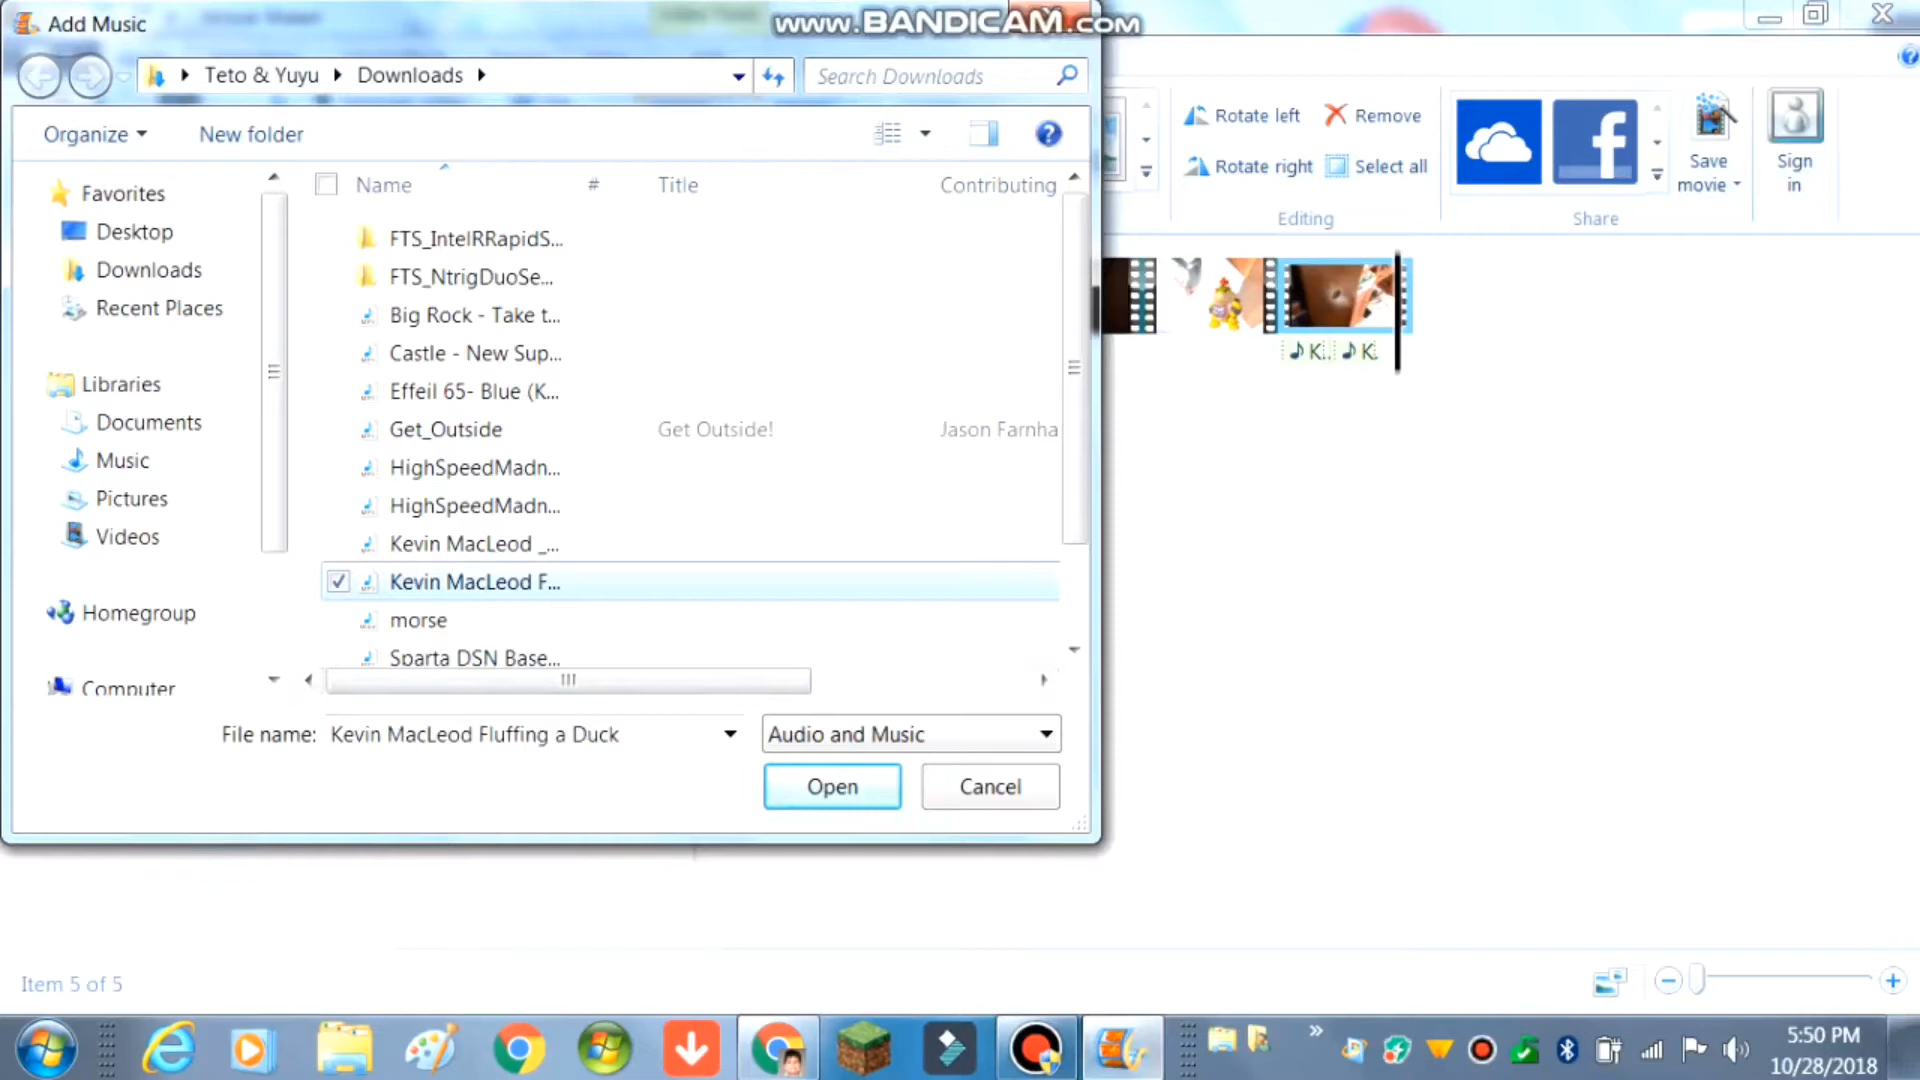 Add Music
www.BANDICAM.COM
Teto & Yuyu
Downloads
Search Downloads
Organize
New folder
Rotate left
Remove
Rotate right
Select all
Editing
Share
Save movie
Sign in
Favorites
Desktop
Downloads
Recent Places
Libraries
Documents
Music
Pictures
Videos
Homegroup
Computer
Name
#
Title
Contributing
FTS_IntelRRapidS...
FTS_NtrigDuoSe...
Big Rock - Take t...
Castle - New Sup...
Effeil 65- Blue (K...
Get_Outside
Get Outside!
Jason Farnha
HighSpeedMadn...
HighSpeedMadn...
Kevin MacLeod _...
Kevin MacLeod F...
morse
Sparta DSN Base...
K..
K
File name:
Kevin MacLeod Fluffing a Duck
Audio and Music
Open
Cancel
Item 5 of 5
5:50 PM
10/28/2018